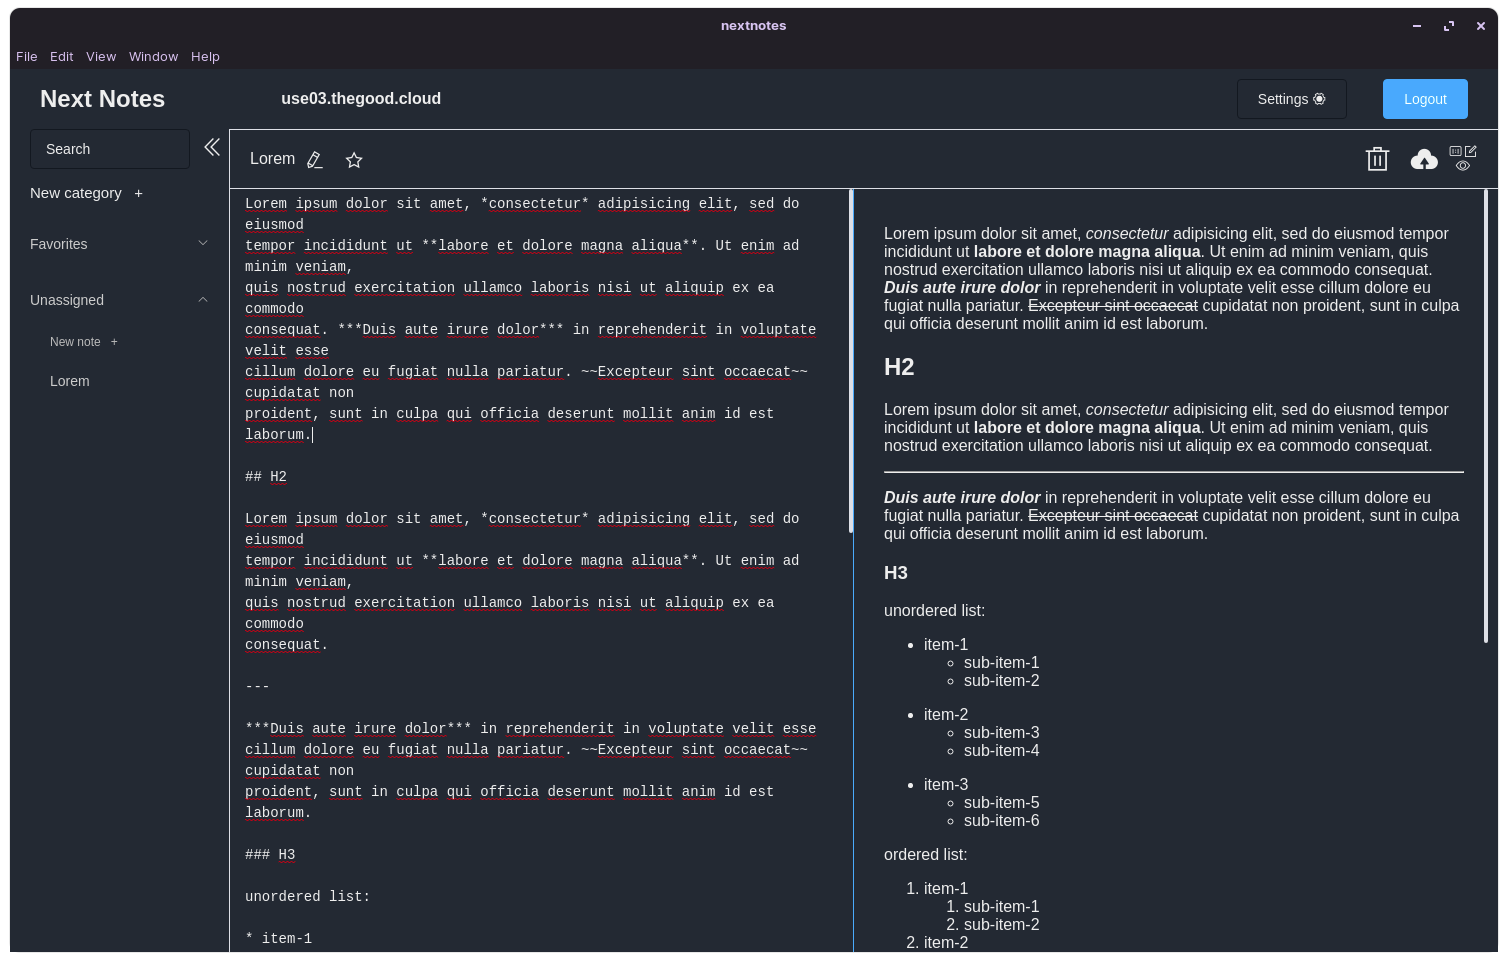 nextnotes
File Edit View Window Help
Next Notes
use03.thegood.cloud
Settings
Logout
Search
New category +
Favorites
Unassigned
New note +
Lorem
Lorem
Lorem ipsum dolor sit amet, *consectetur* adipisicing elit, sed do
eiusmod
tempor incididunt ut **labore et dolore magna aliqua**. Ut enim ad
minim veniam,
quis nostrud exercitation ullamco laboris nisi ut aliquip ex ea
commodo
consequat. ***Duis aute irure dolor*** in reprehenderit in voluptate
velit esse
cillum dolore eu fugiat nulla pariatur. ~~Excepteur sint occaecat~~
cupidatat non
proident, sunt in culpa qui officia deserunt mollit anim id est
laborum.
## H2
Lorem ipsum dolor sit amet, *consectetur* adipisicing elit, sed do
eiusmod
tempor incididunt ut **labore et dolore magna aliqua**. Ut enim ad
minim veniam,
quis nostrud exercitation ullamco laboris nisi ut aliquip ex ea
commodo
consequat.
---
***Duis aute irure dolor*** in reprehenderit in voluptate velit esse
cillum dolore eu fugiat nulla pariatur. ~~Excepteur sint occaecat~~
cupidatat non
proident, sunt in culpa qui officia deserunt mollit anim id est
laborum.
### H3
unordered list:
* item-1
Lorem ipsum dolor sit amet, consectetur adipisicing elit, sed do eiusmod tempor
incididunt ut labore et dolore magna aliqua. Ut enim ad minim veniam, quis
nostrud exercitation ullamco laboris nisi ut aliquip ex ea commodo consequat.
Duis aute irure dolor in reprehenderit in voluptate velit esse cillum dolore eu
fugiat nulla pariatur. Excepteur sint occaecat cupidatat non proident, sunt in culpa
qui officia deserunt mollit anim id est laborum.
H2
Lorem ipsum dolor sit amet, consectetur adipisicing elit, sed do eiusmod tempor
incididunt ut labore et dolore magna aliqua. Ut enim ad minim veniam, quis
nostrud exercitation ullamco laboris nisi ut aliquip ex ea commodo consequat.
Duis aute irure dolor in reprehenderit in voluptate velit esse cillum dolore eu
fugiat nulla pariatur. Excepteur sint occaecat cupidatat non proident, sunt in culpa
qui officia deserunt mollit anim id est laborum.
H3
unordered list:
• item-1
◦ sub-item-1
◦ sub-item-2
• item-2
◦ sub-item-3
◦ sub-item-4
• item-3
◦ sub-item-5
◦ sub-item-6
ordered list:
1. item-1
1. sub-item-1
2. sub-item-2
2. item-2